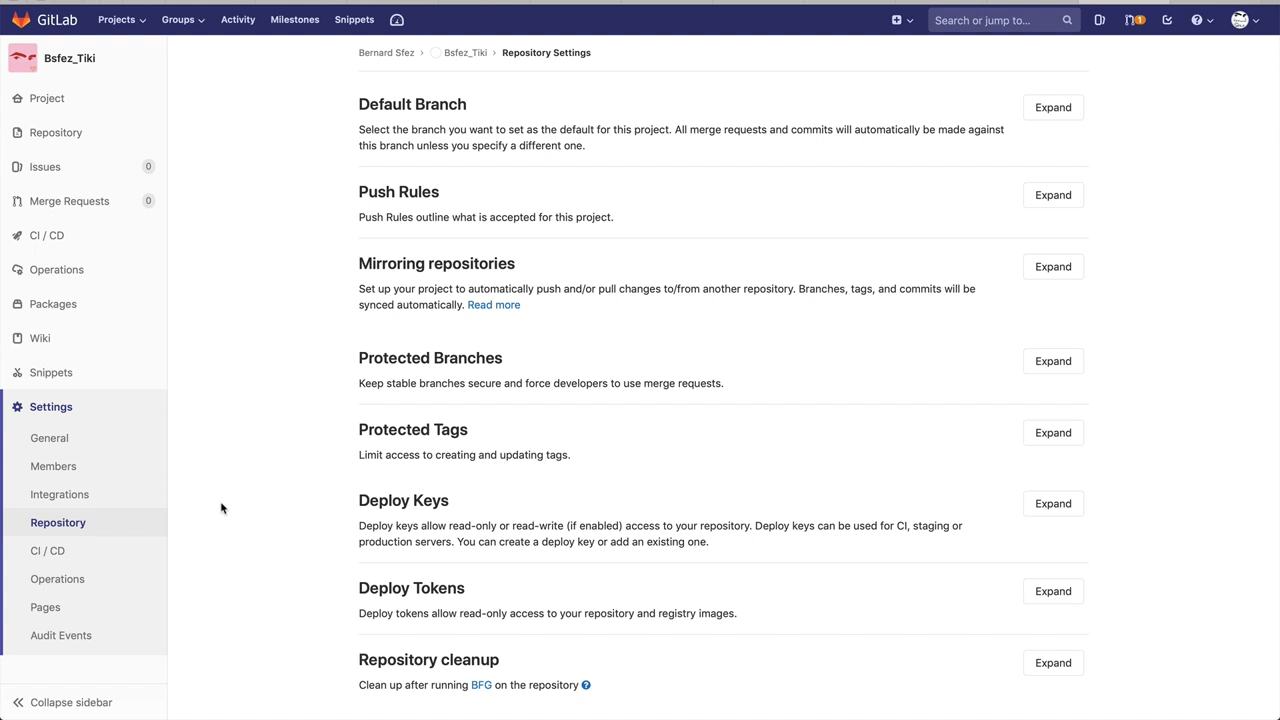 GitLab Projects Groups Activity Milestones Snippets Search or jump to... 1
Bsfez_Tiki
Project
Repository
Issues 0
Merge Requests 0
CI / CD
Operations
Packages
Wiki
Snippets
Settings
General
Members
Integrations
Repository
CI / CD
Operations
Pages
Audit Events
Collapse sidebar
Bernard Sfez › Bsfez_Tiki › Repository Settings
Default Branch
Expand
Select the branch you want to set as the default for this project. All merge requests and commits will automatically be made against
this branch unless you specify a different one.
Push Rules
Expand
Push Rules outline what is accepted for this project.
Mirroring repositories
Expand
Set up your project to automatically push and/or pull changes to/from another repository. Branches, tags, and commits will be
synced automatically. Read more
Protected Branches
Expand
Keep stable branches secure and force developers to use merge requests.
Protected Tags
Expand
Limit access to creating and updating tags.
Deploy Keys
Expand
Deploy keys allow read-only or read-write (if enabled) access to your repository. Deploy keys can be used for CI, staging or
production servers. You can create a deploy key or add an existing one.
Deploy Tokens
Expand
Deploy tokens allow read-only access to your repository and registry images.
Repository cleanup
Expand
Clean up after running BFG on the repository ?